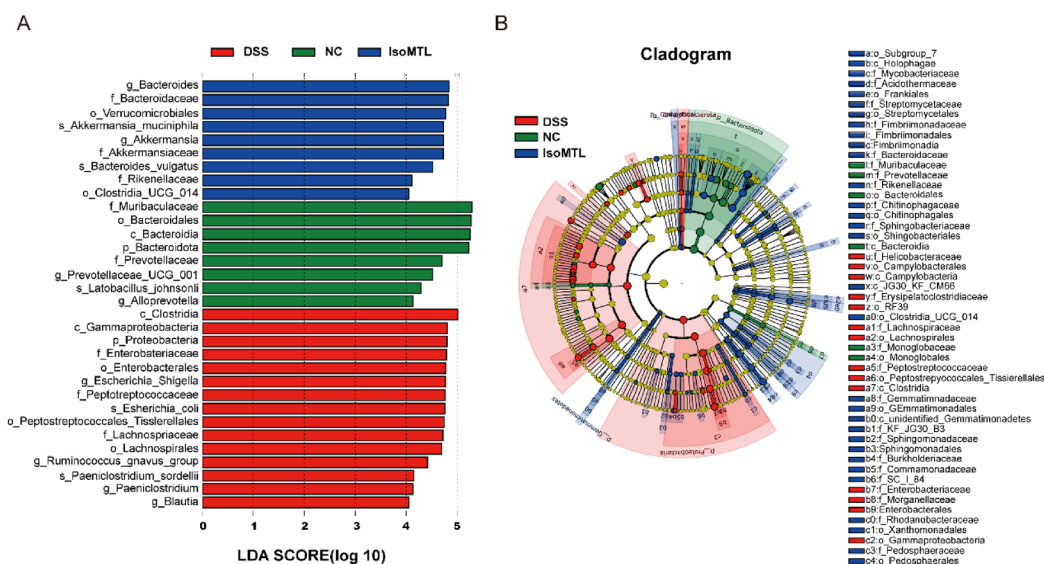 A
DSS
NC
IsoMTL
g_Bacteroides
f_Bacteroidaceae
o_Verrucomicrobiales
s_Akkermansia_muciniphila
g_Akkermansia
f_Akkermansiaceae
s_Bacteroides_vulgatus
f_Rikenellaceae
o_Clostridia_UCG_014
f_Muribaculaceae
o_Bacteroidales
c_Bacteroidia
p_Bacteroidota
f_Prevotellaceae
g_Prevotellaceae_UCG_001
s_Latobacillus_johnsonli
g_Alloprevotella
c_Clostridia
c_Gammaproteobacteria
p_Proteobacteria
f_Enterobateriaceae
o_Enterobacterales
g_Escherichia_Shigella
f_Peptotreptococcaceae
s_Escherichia_coli
o_Peptostreptococcales_Tisslerellales
f_Lachnospriaceae
o_Lachnospirales
g_Ruminococcus_gnavus_group
s_Paeniclostridium_sordellii
g_Paeniclostridium
g_Blautia
0 1 2 3 4 5
LDA SCORE(log 10)
B
Cladogram
DSS
NC
IsoMTL
p_Bacteroidota
p_Gemmatimonadetes
p_Proteobacteria
a:o_Subgroup_7
b:c_Holophagae
c:f_Mycobacteriaceae
d:f_Acidothermaceae
e:o_Frankiales
f:f_Streptomycetaceae
g:o_Streptomycetales
h:f_Fimbriimonadaceae
i:_Fimbriimonadales
c:Fimbriimonadia
k:f_Bacteroidaceae
l:f_Muribaculaceae
m:f_Prevotellaceae
n:f_Rikenellaceae
o:o_Bacteroidales
p:f_Chitinophagaceae
q:o_Chitinophagales
r:f_Sphingobacteriaceae
s:o_Shingobacteriales
t:c_Bacteroidia
u:f_Helicobacteraceae
v:o_Campylobacterales
w:c_Campylobacteria
x:c_JG30_KF_CM66
y:f_Erysipelatoclostridiaceae
z:o_RF39
a0:o_Clostridia_UCG_014
a1:f_Lachnospiraceae
a2:o_Lachnospirales
a3:f_Monoglobaceae
a4:o_Monoglobales
a5:f_Peptostreptococcaceae
a6:o_Peptostrepyococcales_Tissierellales
a7:c_Clostridia
a8:f_Gemmatimnadaceae
a9:o_GEmmatimonadales
b0:c_unidentified_Gemmatimonadetes
b1:f_KF_JG30_B3
b2:f_Sphingomonadaceae
b3:Sphingomonadales
b4:f_Burkholderiaceae
b5:f_Commamonadaceae
b6:f_SC_I_84
b7:f_Enterobacteriaceae
b8:f_Morganellaceae
b9:Enterobacterales
c0:f_Rhodanobacteraceae
c1:o_Xanthomonadales
c2:o_Gammaproteobacteria
c3:f_Pedosphaeraceae
c4:o_Pedospherales